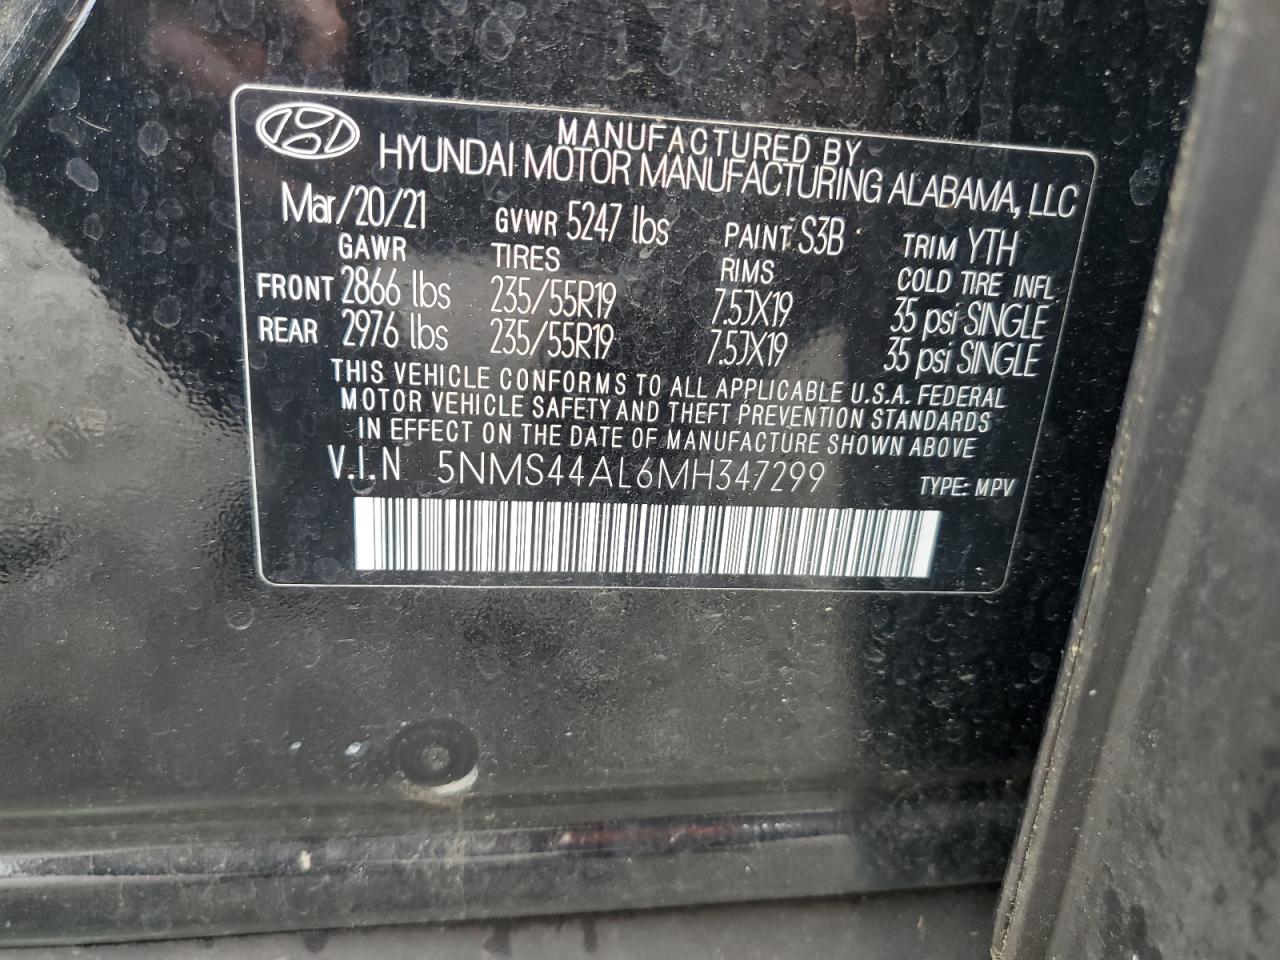 MANUFACTURED BY
HYUNDAI MOTOR MANUFACTURING ALABAMA, LLC
Mar/20/21 GVWR 5247 lbs PAINT S3B TRIM YTH
GAWR TIRES RIMS COLD TIRE INFL
FRONT 2866 lbs 235/55R19 7.5JX19 35 psi SINGLE
REAR 2976 lbs 235/55R19 7.5JX19 35 psi SINGLE
THIS VEHICLE CONFORMS TO ALL APPLICABLE U.S.A. FEDERAL
MOTOR VEHICLE SAFETY AND THEFT PREVENTION STANDARDS
IN EFFECT ON THE DATE OF MANUFACTURE SHOWN ABOVE
V.I.N 5NMS44AL6MH347299 TYPE: MPV